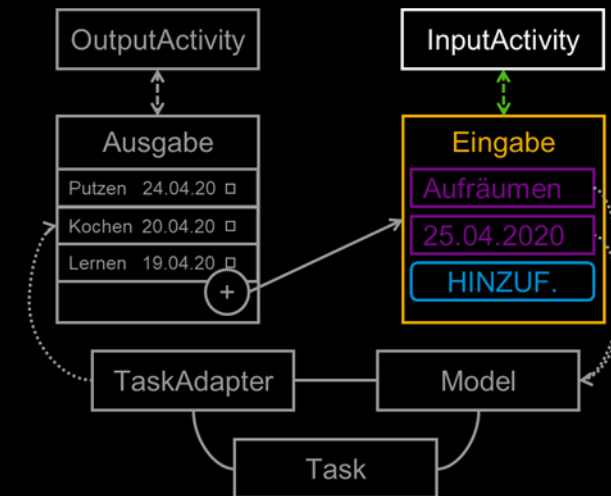 OutputActivity
InputActivity
Ausgabe
Putzen 24.04.20
Kochen 20.04.20
Lernen 19.04.20
+
Eingabe
Aufräumen
25.04.2020
HINZUF.
TaskAdapter
Model
Task